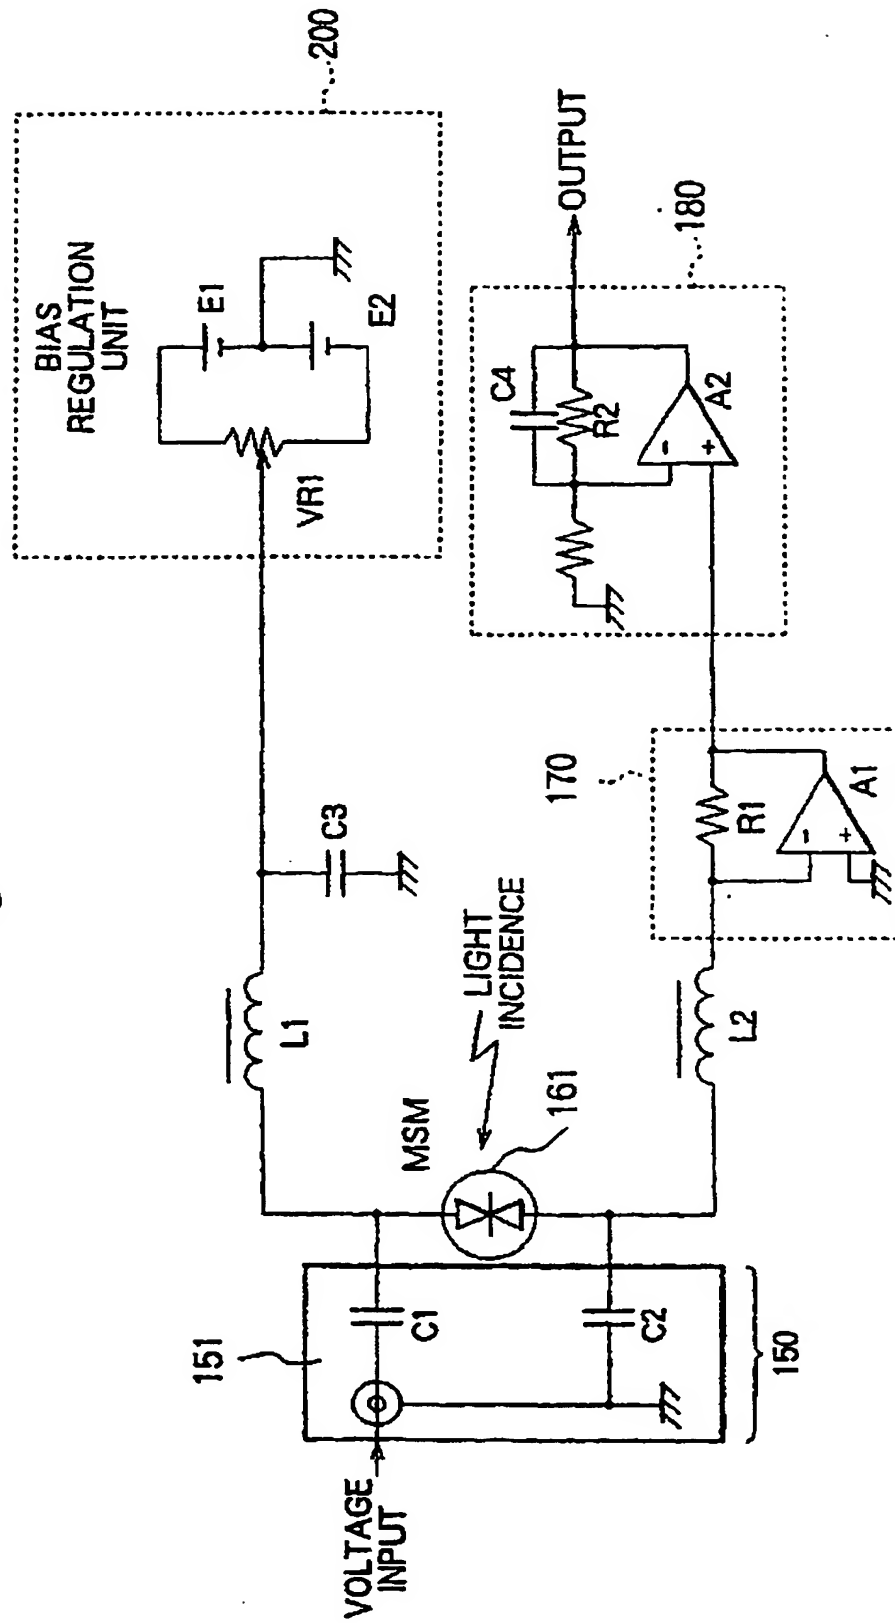 200
BIAS
REGULATION
UNIT
E1
E2
VR1
C3
L1
MSM
LIGHT
INCIDENCE
161
151
C1
C2
150
VOLTAGE
INPUT
L2
170
R1
-
+
A1
180
C4
R2
-
+
A2
OUTPUT